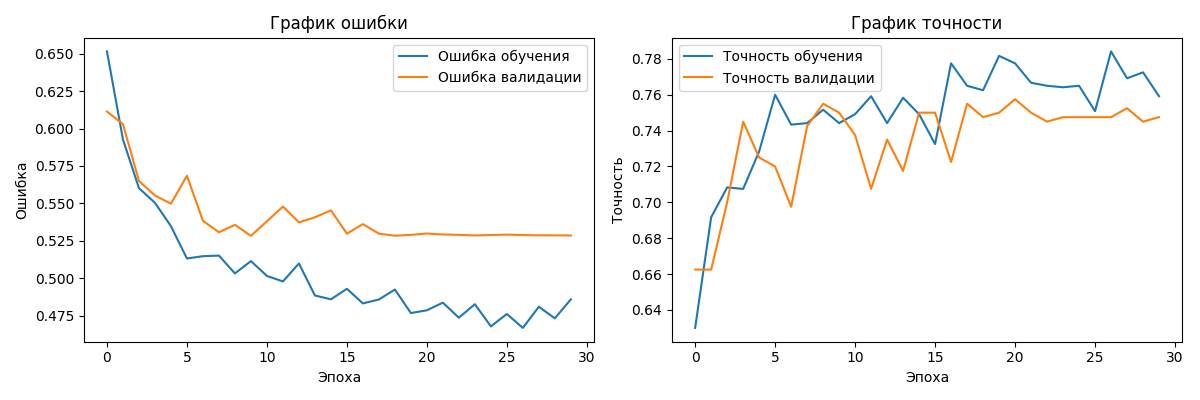 График ошибки
Ошибка обучения
Ошибка валидации
0.650
0.625
0.600
0.575
0.550
0.525
0.500
0.475
Ошибка
0 5 10 15 20 25 30
Эпоха
График точности
Точность обучения
Точность валидации
0.78
0.76
0.74
0.72
0.70
0.68
0.66
0.64
Точность
0 5 10 15 20 25 30
Эпоха